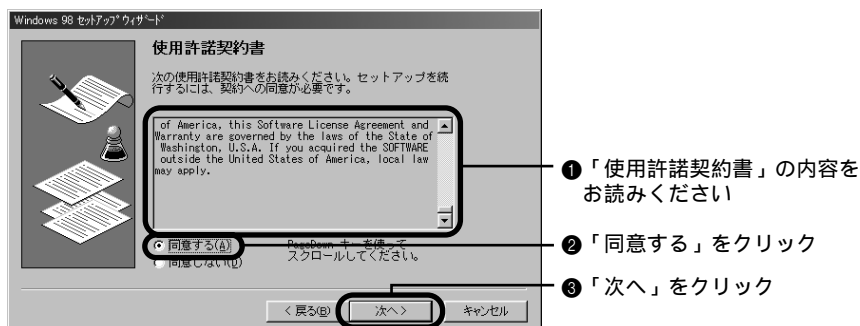 Windows 98 セットアップ ウィザード
使用許諾契約書
次の使用許諾契約書をお読みください。セットアップを続
行するには、契約への同意が必要です。
of America, this Software License Agreement and
Warranty are governed by the laws of the State of
Washington, U.S.A. If you acquired the SOFTWARE
outside the United States of America, local law
may apply.
同意する(A)
同意しない(D)
PageDown キーを使って
スクロールしてください。
< 戻る(B)
次へ >
キャンセル
❶「使用許諾契約書」の内容を
お読みください
❷「同意する」をクリック
❸「次へ」をクリック